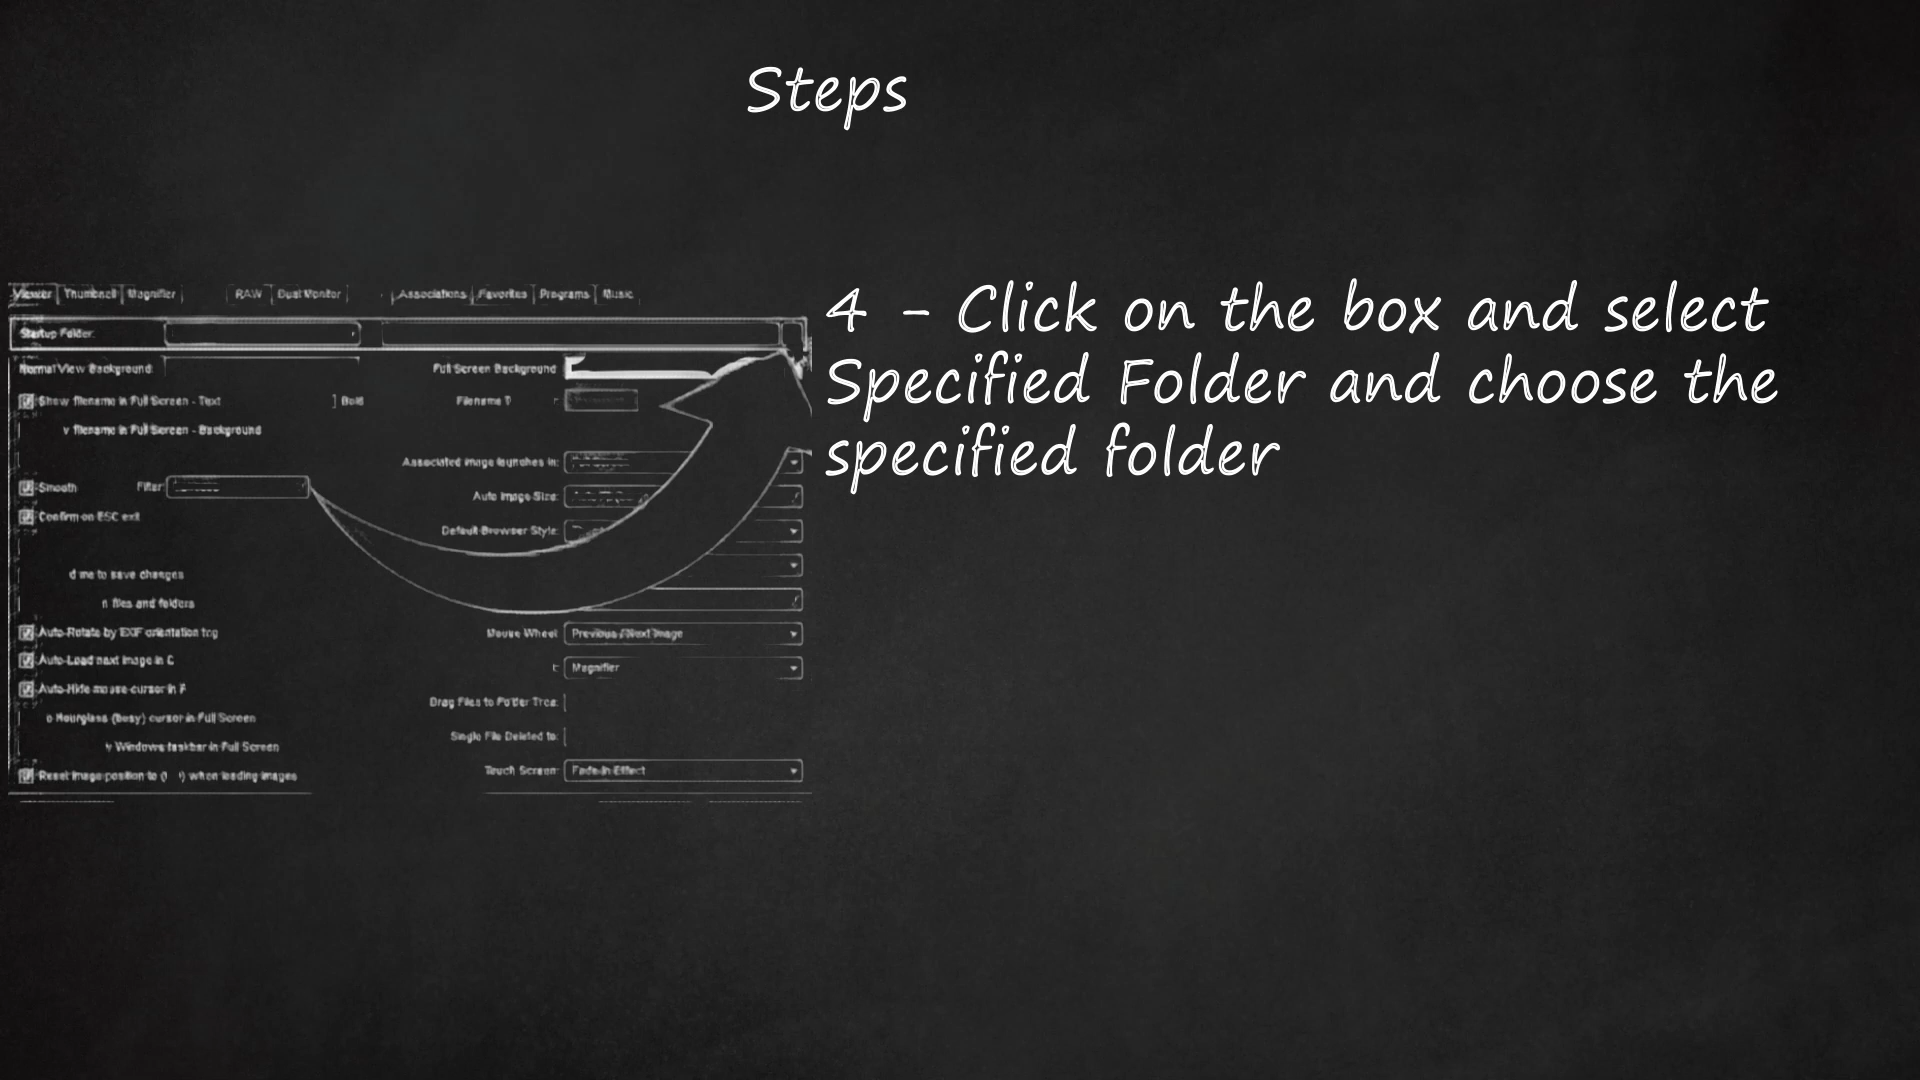 Steps
4 - Click on the box and select
Specified Folder and choose the
specified folder
Viewer Thumbnail Magnifier RAW Dual Monitor Associations Favorites Programs Music
Startup Folder:
Normal View Background: Full Screen Background:
Show filename in Full Screen - Text Bold Filename
filename in Full Screen - Background
Associated image launches in:
Smooth Filter: Auto Image Size:
Confirm on ESC exit
Default Browser Style:
me to save changes
files and folders
Auto-Rotate by EXIF orientation tag Mouse Wheel: Previous / Next Image
Auto-Load next image in Magnifier
Auto-Hide mouse cursor in
Drag Files to Folder Tree:
Hourglass (busy) cursor in Full Screen
Single File Deleted to:
Windows taskbar in Full Screen
Reset image position to when loading images Touch Screen: Fade-In Effect